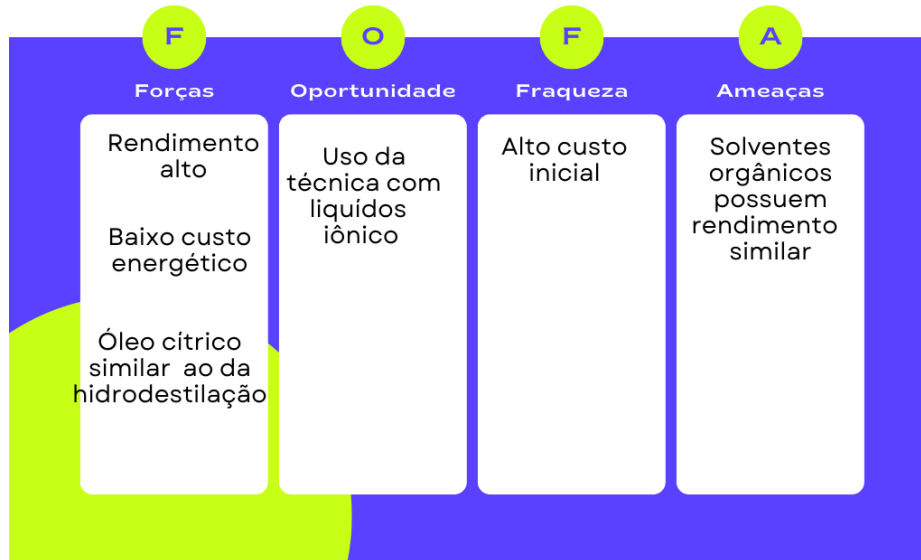 F
O
F
A
Forças
Oportunidade
Fraqueza
Ameaças
Rendimento
alto
Baixo custo
energético
Óleo cítrico
similar ao da
hidrodestilação
Uso da
técnica com
liquídos
iônico
Alto custo
inicial
Solventes
orgânicos
possuem
rendimento
similar